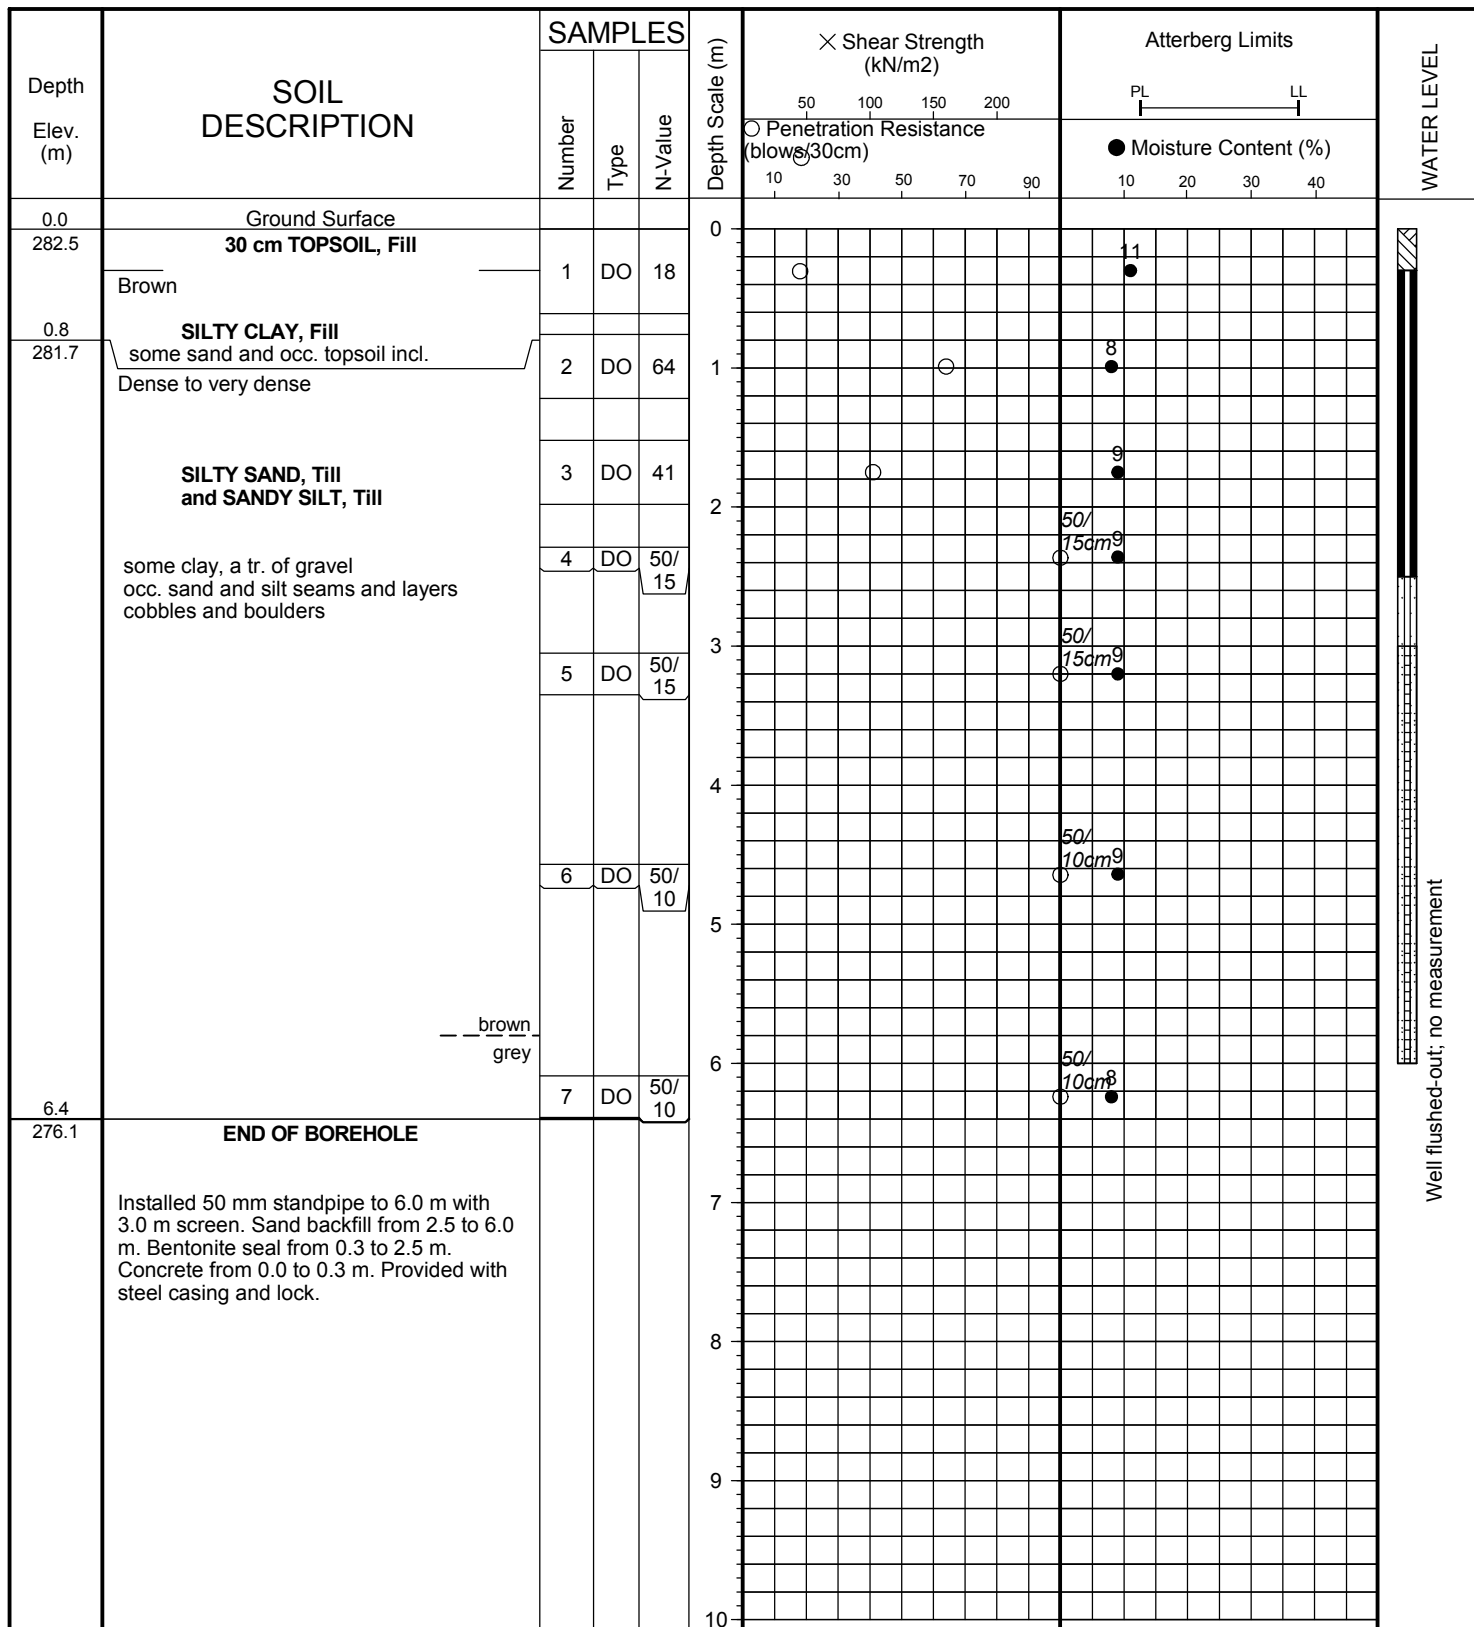 Depth
Elev.
(m)
SOIL
DESCRIPTION
SAMPLES
Number
Type
N-Value
Depth Scale (m)
Shear Strength
(kN/m2)
50 100 150 200
Penetration Resistance
(blows/30cm)
10 30 50 70 90
Atterberg Limits
PL LL
Moisture Content (%)
10 20 30 40
WATER LEVEL
0.0 Ground Surface
282.5 30 cm TOPSOIL, Fill
Brown
1 DO 18
0.8 SILTY CLAY, Fill
281.7 some sand and occ. topsoil incl.
Dense to very dense
2 DO 64
SILTY SAND, Till
and SANDY SILT, Till
3 DO 41
some clay, a tr. of gravel
occ. sand and silt seams and layers
cobbles and boulders
4 DO 50/
15
5 DO 50/
15
6 DO 50/
10
brown
grey
7 DO 50/
10
6.4
276.1 END OF BOREHOLE
Installed 50 mm standpipe to 6.0 m with
3.0 m screen. Sand backfill from 2.5 to 6.0
m. Bentonite seal from 0.3 to 2.5 m.
Concrete from 0.0 to 0.3 m. Provided with
steel casing and lock.
0
1
2
3
4
5
6
7
8
9
10
11
8
9
50/
15cm 9
50/
15cm 9
50/
10cm 9
50/
10cm 8
Well flushed-out; no measurement